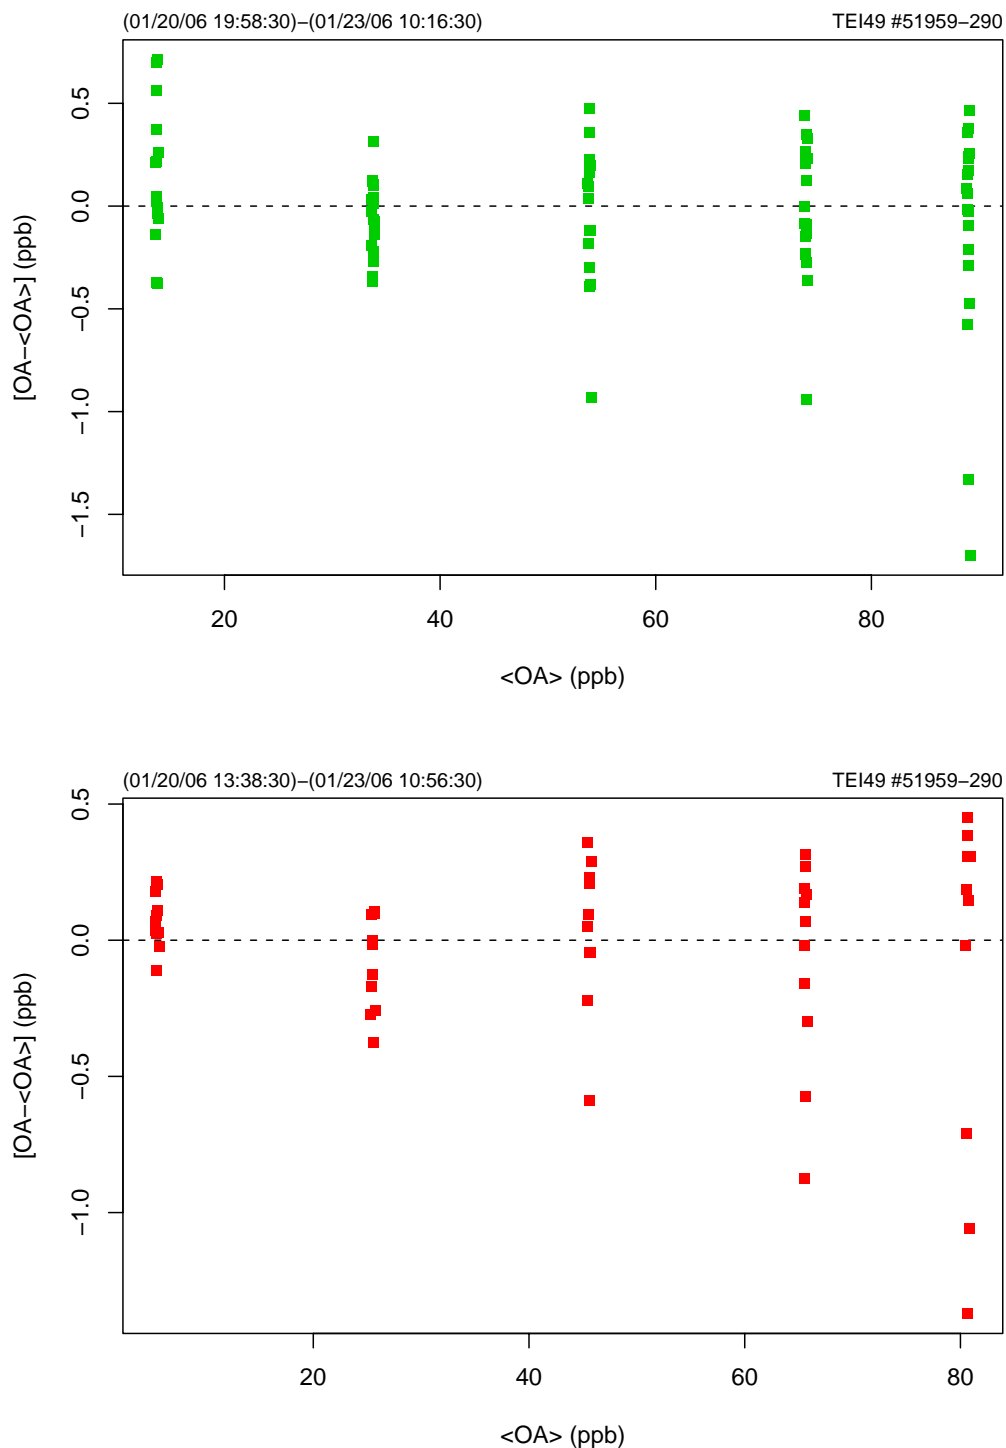 (01/20/06 19:58:30)−(01/23/06 10:16:30) TEI49 #51959−290
0.5
0.0
−0.5
−1.0
−1.5
[OA−<OA>] (ppb)
20 40 60 80
<OA> (ppb)
(01/20/06 13:38:30)−(01/23/06 10:56:30) TEI49 #51959−290
0.5
0.0
−0.5
−1.0
[OA−<OA>] (ppb)
20 40 60 80
<OA> (ppb)